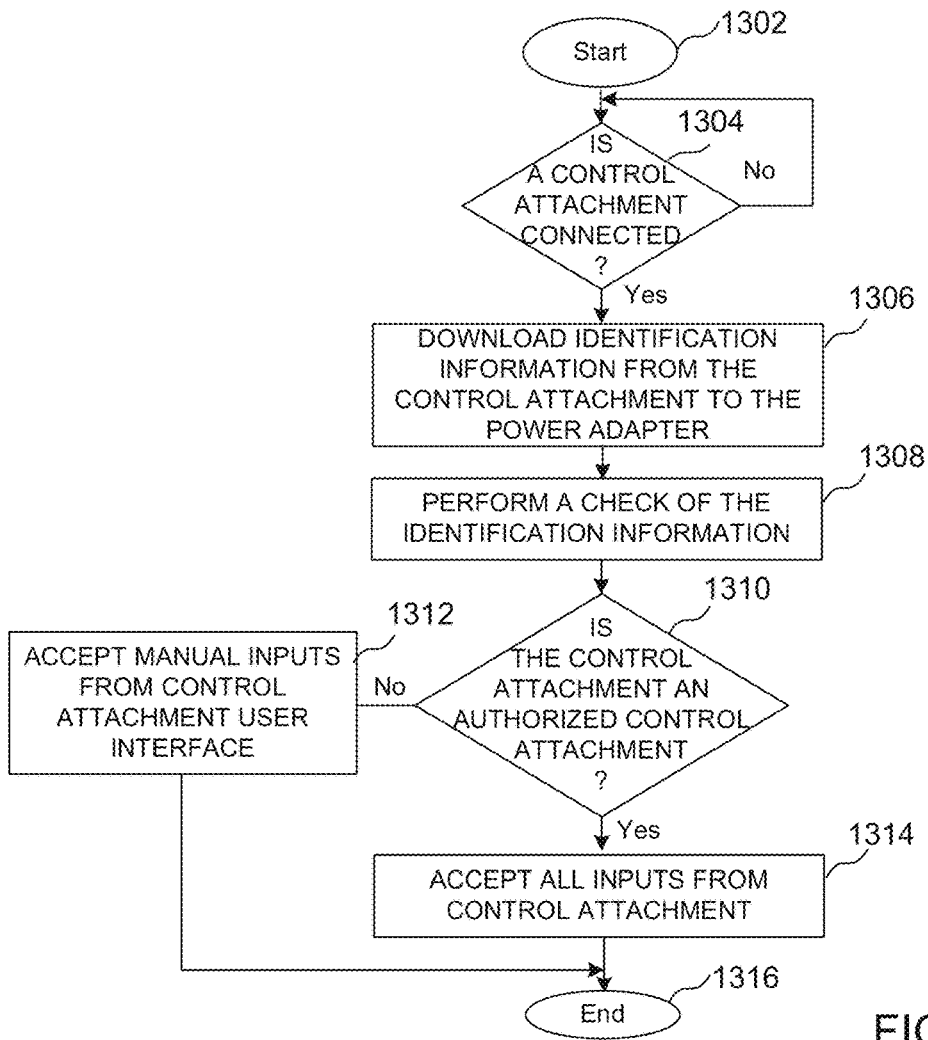 1302
Start
1304
IS
A CONTROL
ATTACHMENT
CONNECTED
?
No
Yes
1306
DOWNLOAD IDENTIFICATION
INFORMATION FROM THE
CONTROL ATTACHMENT TO THE
POWER ADAPTER
1308
PERFORM A CHECK OF THE
IDENTIFICATION INFORMATION
1310
IS
THE CONTROL
ATTACHMENT AN
AUTHORIZED CONTROL
ATTACHMENT
?
No
1312
ACCEPT MANUAL INPUTS
FROM CONTROL
ATTACHMENT USER
INTERFACE
Yes
1314
ACCEPT ALL INPUTS FROM
CONTROL ATTACHMENT
1316
End